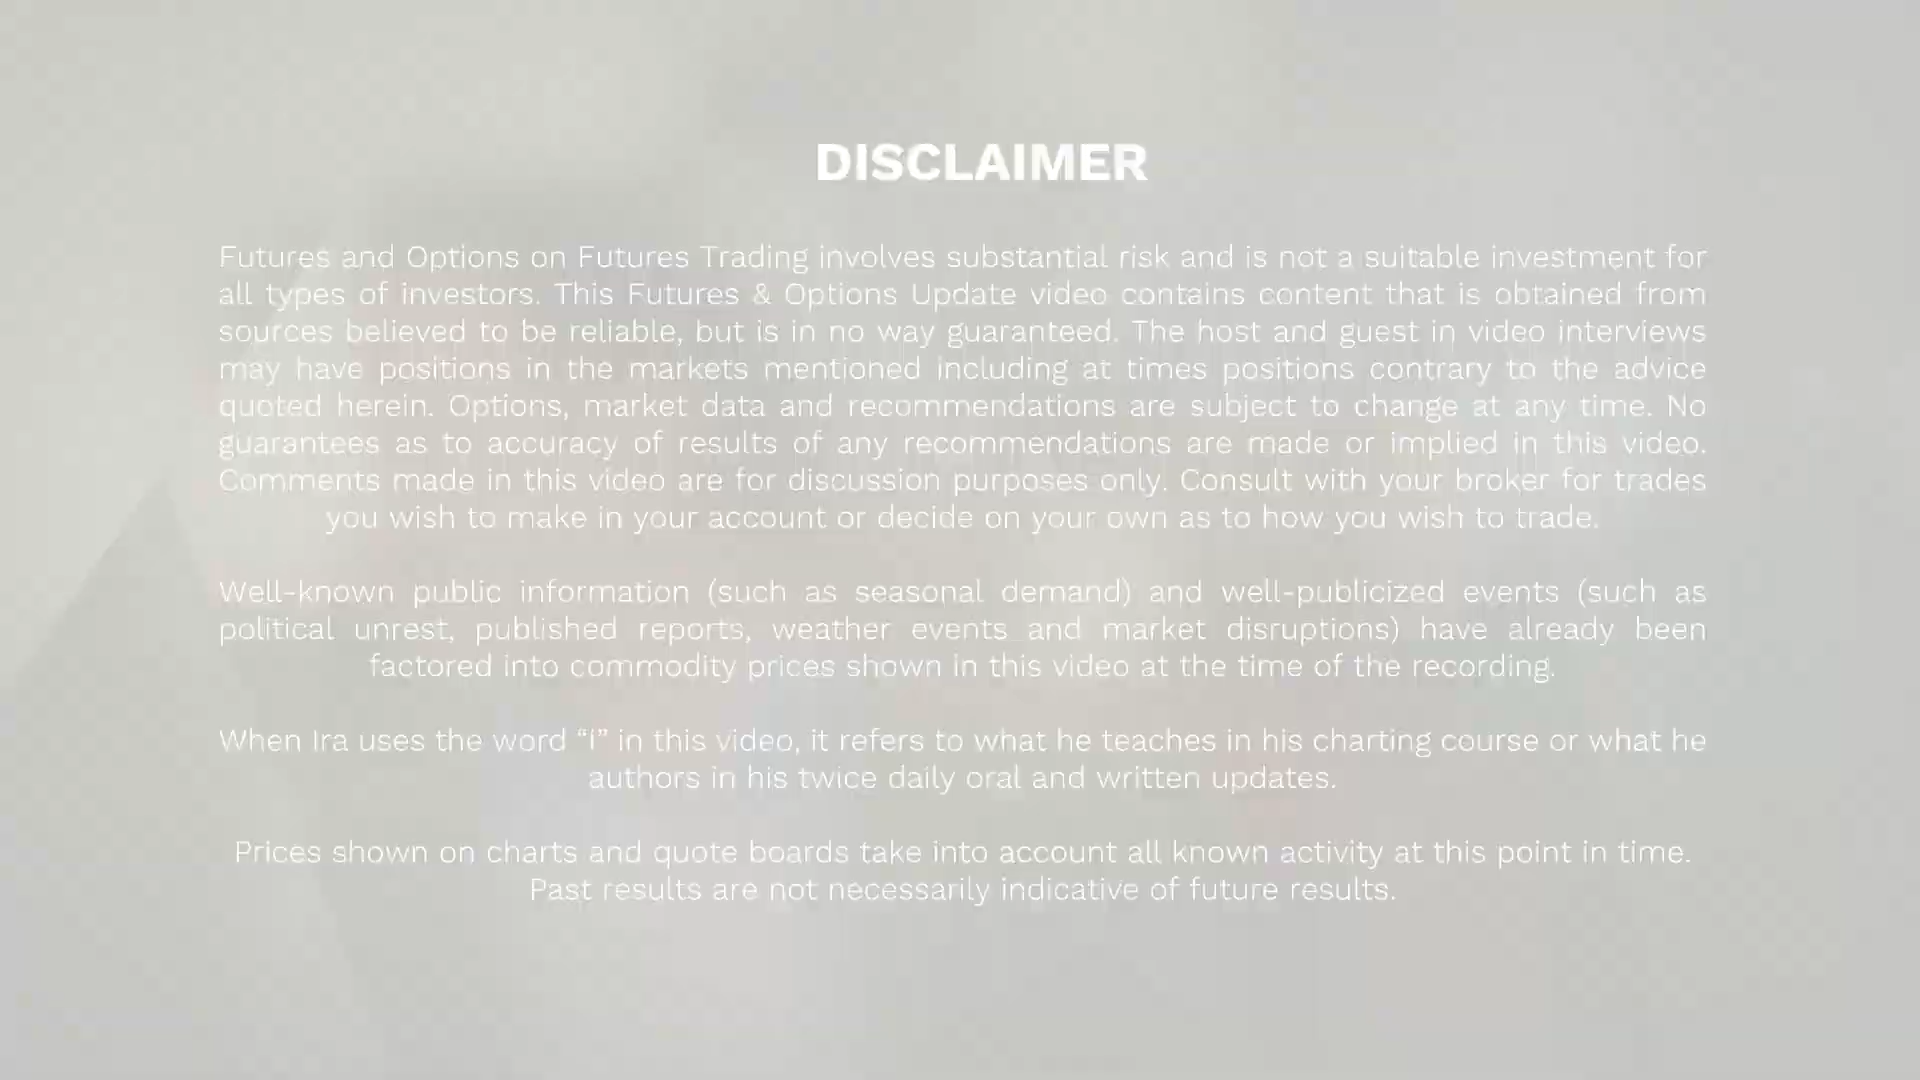 DISCLAIMER
Futures and Options on Futures Trading involves substantial risk and is not a suitable investment for
all types of investors. This Futures & Options Update video contains content that is obtained from
sources believed to be reliable, but is in no way guaranteed. The host and guest in video interviews
may have positions in the markets mentioned including at times positions contrary to the advice
quoted herein. Options, market data and recommendations are subject to change at any time. No
guarantees as to accuracy of results of any recommendations are made or implied in this video.
Comments made in this video are for discussion purposes only. Consult with your broker for trades
you wish to make in your account or decide on your own as to how you wish to trade.
Well-known public information (such as seasonal demand) and well-publicized events (such as
political unrest, published reports, weather events and market disruptions) have already been
factored into commodity prices shown in this video at the time of the recording.
When Ira uses the word “I” in this video, it refers to what he teaches in his charting course or what he
authors in his twice daily oral and written updates.
Prices shown on charts and quote boards take into account all known activity at this point in time.
Past results are not necessarily indicative of future results.